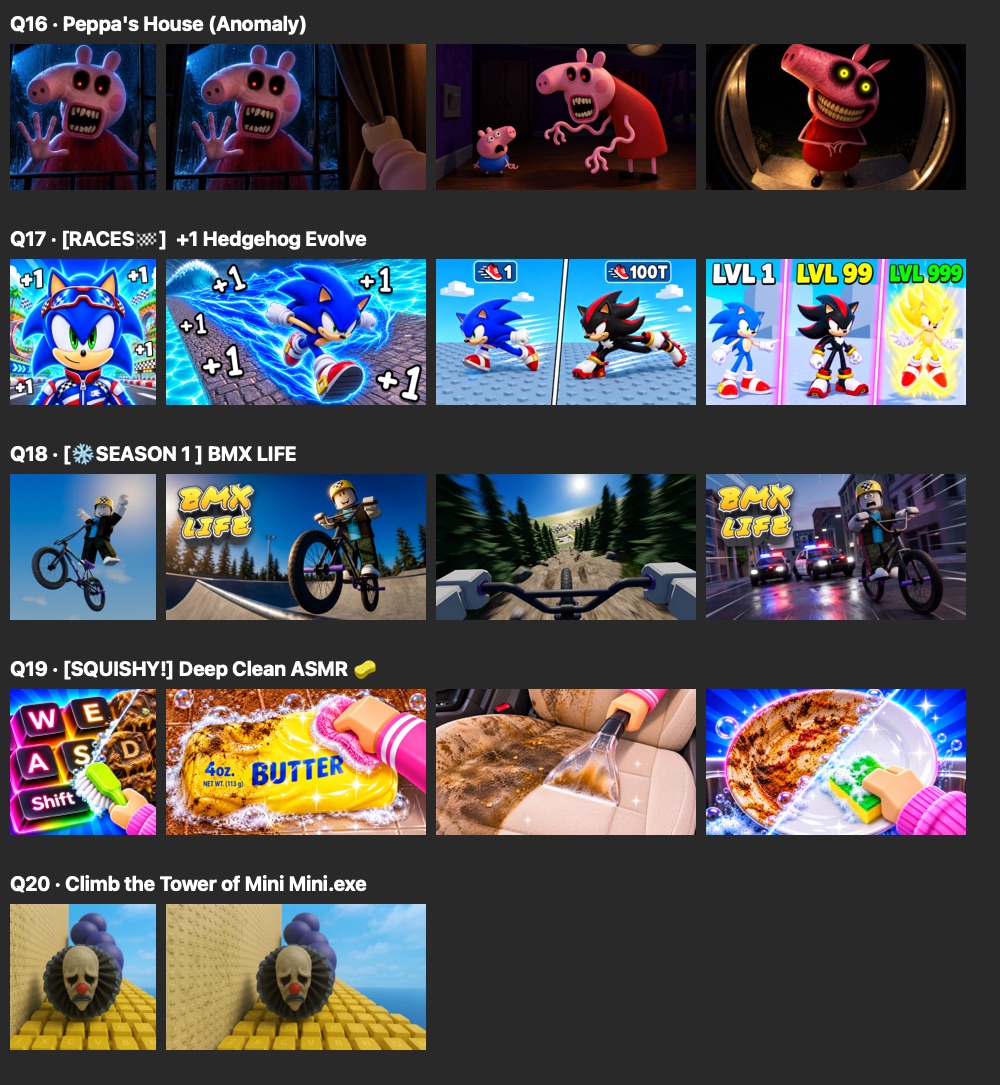 Q16 · Peppa's House (Anomaly)
Q17 · [RACES🏁] +1 Hedgehog Evolve
+1 +1
+1
+1
+1 +1
+1
+1
+1
1 100T
LVL 1 LVL 99 LVL 999
Q18 · [❄️SEASON 1 ] BMX LIFE
BMX
LIFE
BMX
LIFE
Q19 · [SQUISHY!] Deep Clean ASMR 🧽
W E
A S D
Shift
4oz. BUTTER
NET WT. (113 g)
Q20 · Climb the Tower of Mini Mini.exe